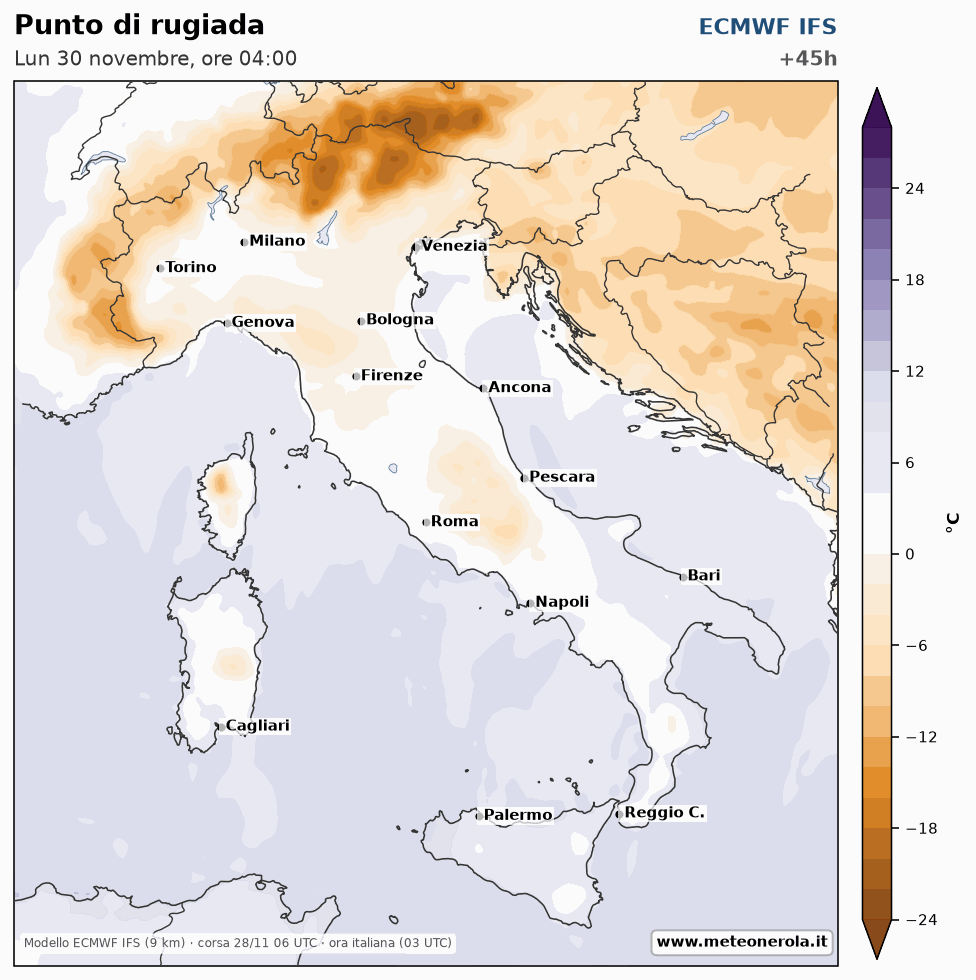 Punto di rugiada
ECMWF IFS
Lun 30 novembre, ore 04:00
+45h
Milano
Venezia
Torino
Genova
Bologna
Firenze
Ancona
Pescara
Roma
Bari
Napoli
Cagliari
Palermo
Reggio C.
24
18
12
6
0
−6
−12
−18
−24
°C
Modello ECMWF IFS (9 km) · corsa 28/11 06 UTC · ora italiana (03 UTC)
www.meteonerola.it